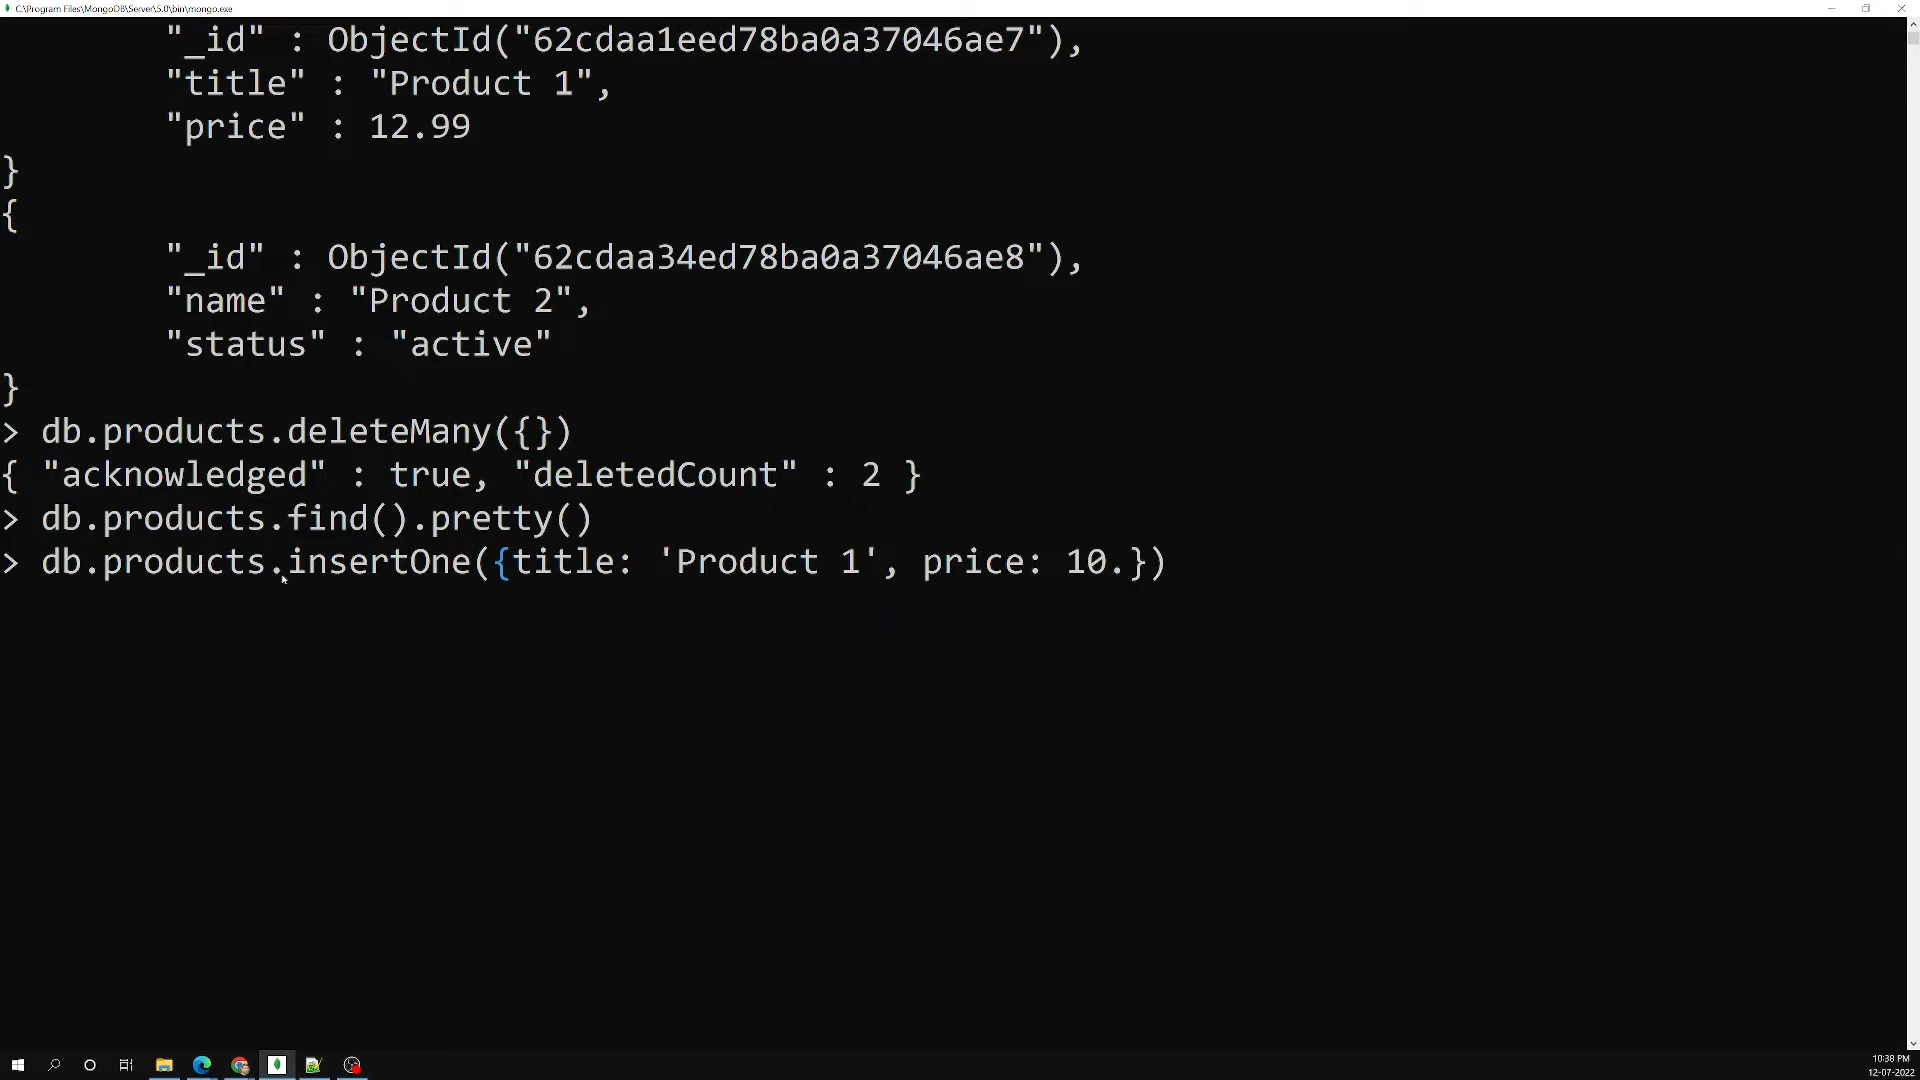 C:\Program Files\MongoDB\Server\5.0\bin\mongo.exe
"_id" : ObjectId("62cdaa1eed78ba0a37046ae7"),
"title" : "Product 1",
"price" : 12.99
}
{
"_id" : ObjectId("62cdaa34ed78ba0a37046ae8"),
"name" : "Product 2",
"status" : "active"
}
> db.products.deleteMany({})
{ "acknowledged" : true, "deletedCount" : 2 }
> db.products.find().pretty()
> db.products.insertOne({title: 'Product 1', price: 10.})
10:38 PM
12-07-2022